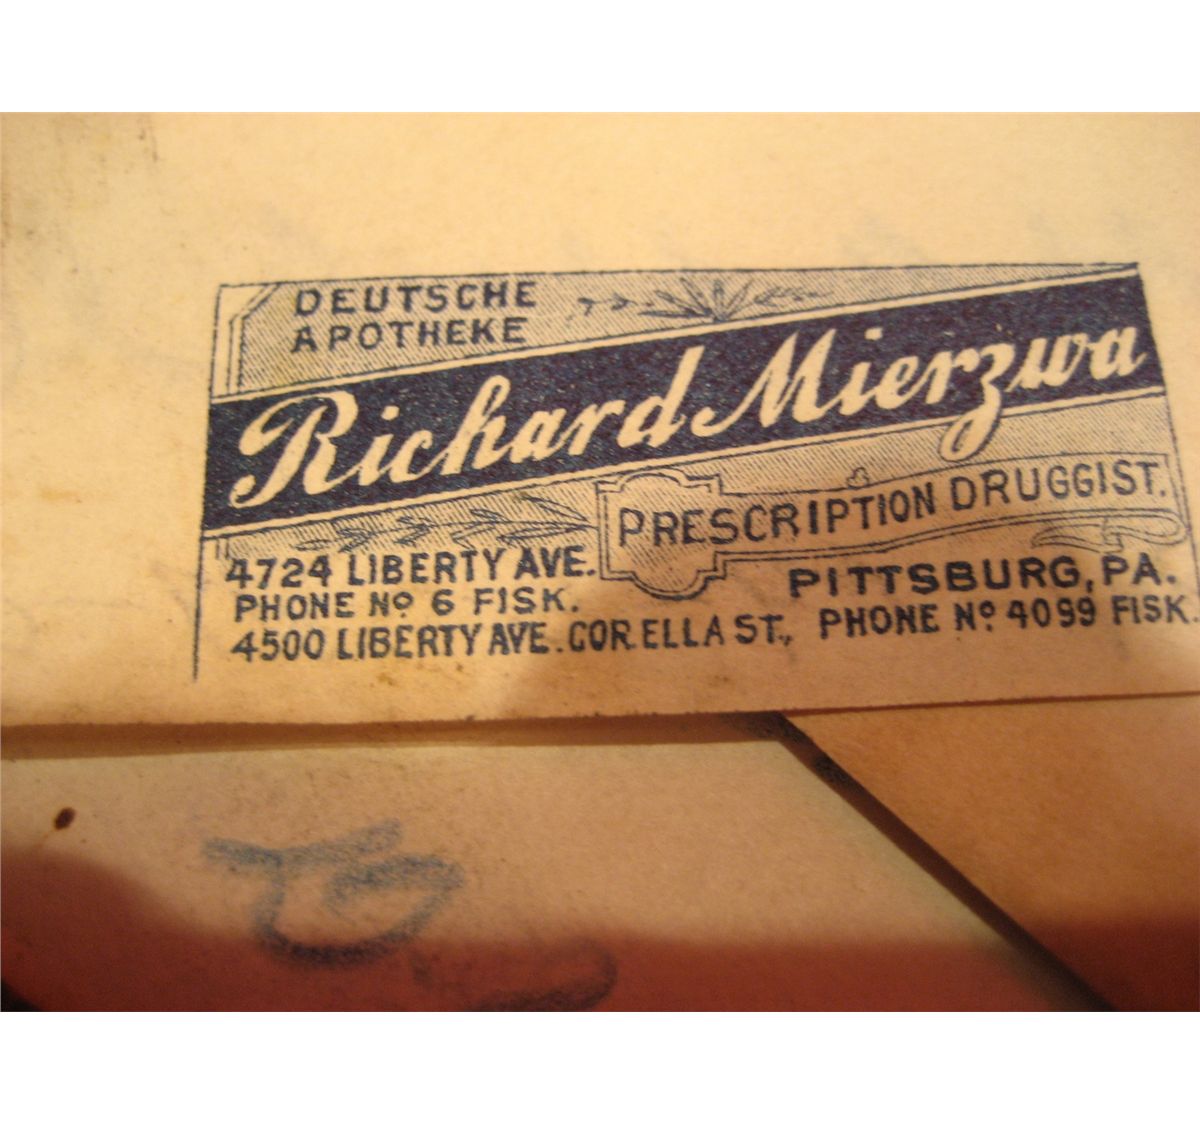 DEUTSCHE
APOTHEKE
Richard Mierzwa
PRESCRIPTION DRUGGIST.
4724 LIBERTY AVE.
PITTSBURG, PA.
PHONE No 6 FISK.
4500 LIBERTY AVE. COR. ELLA ST., PHONE No 4099 FISK.